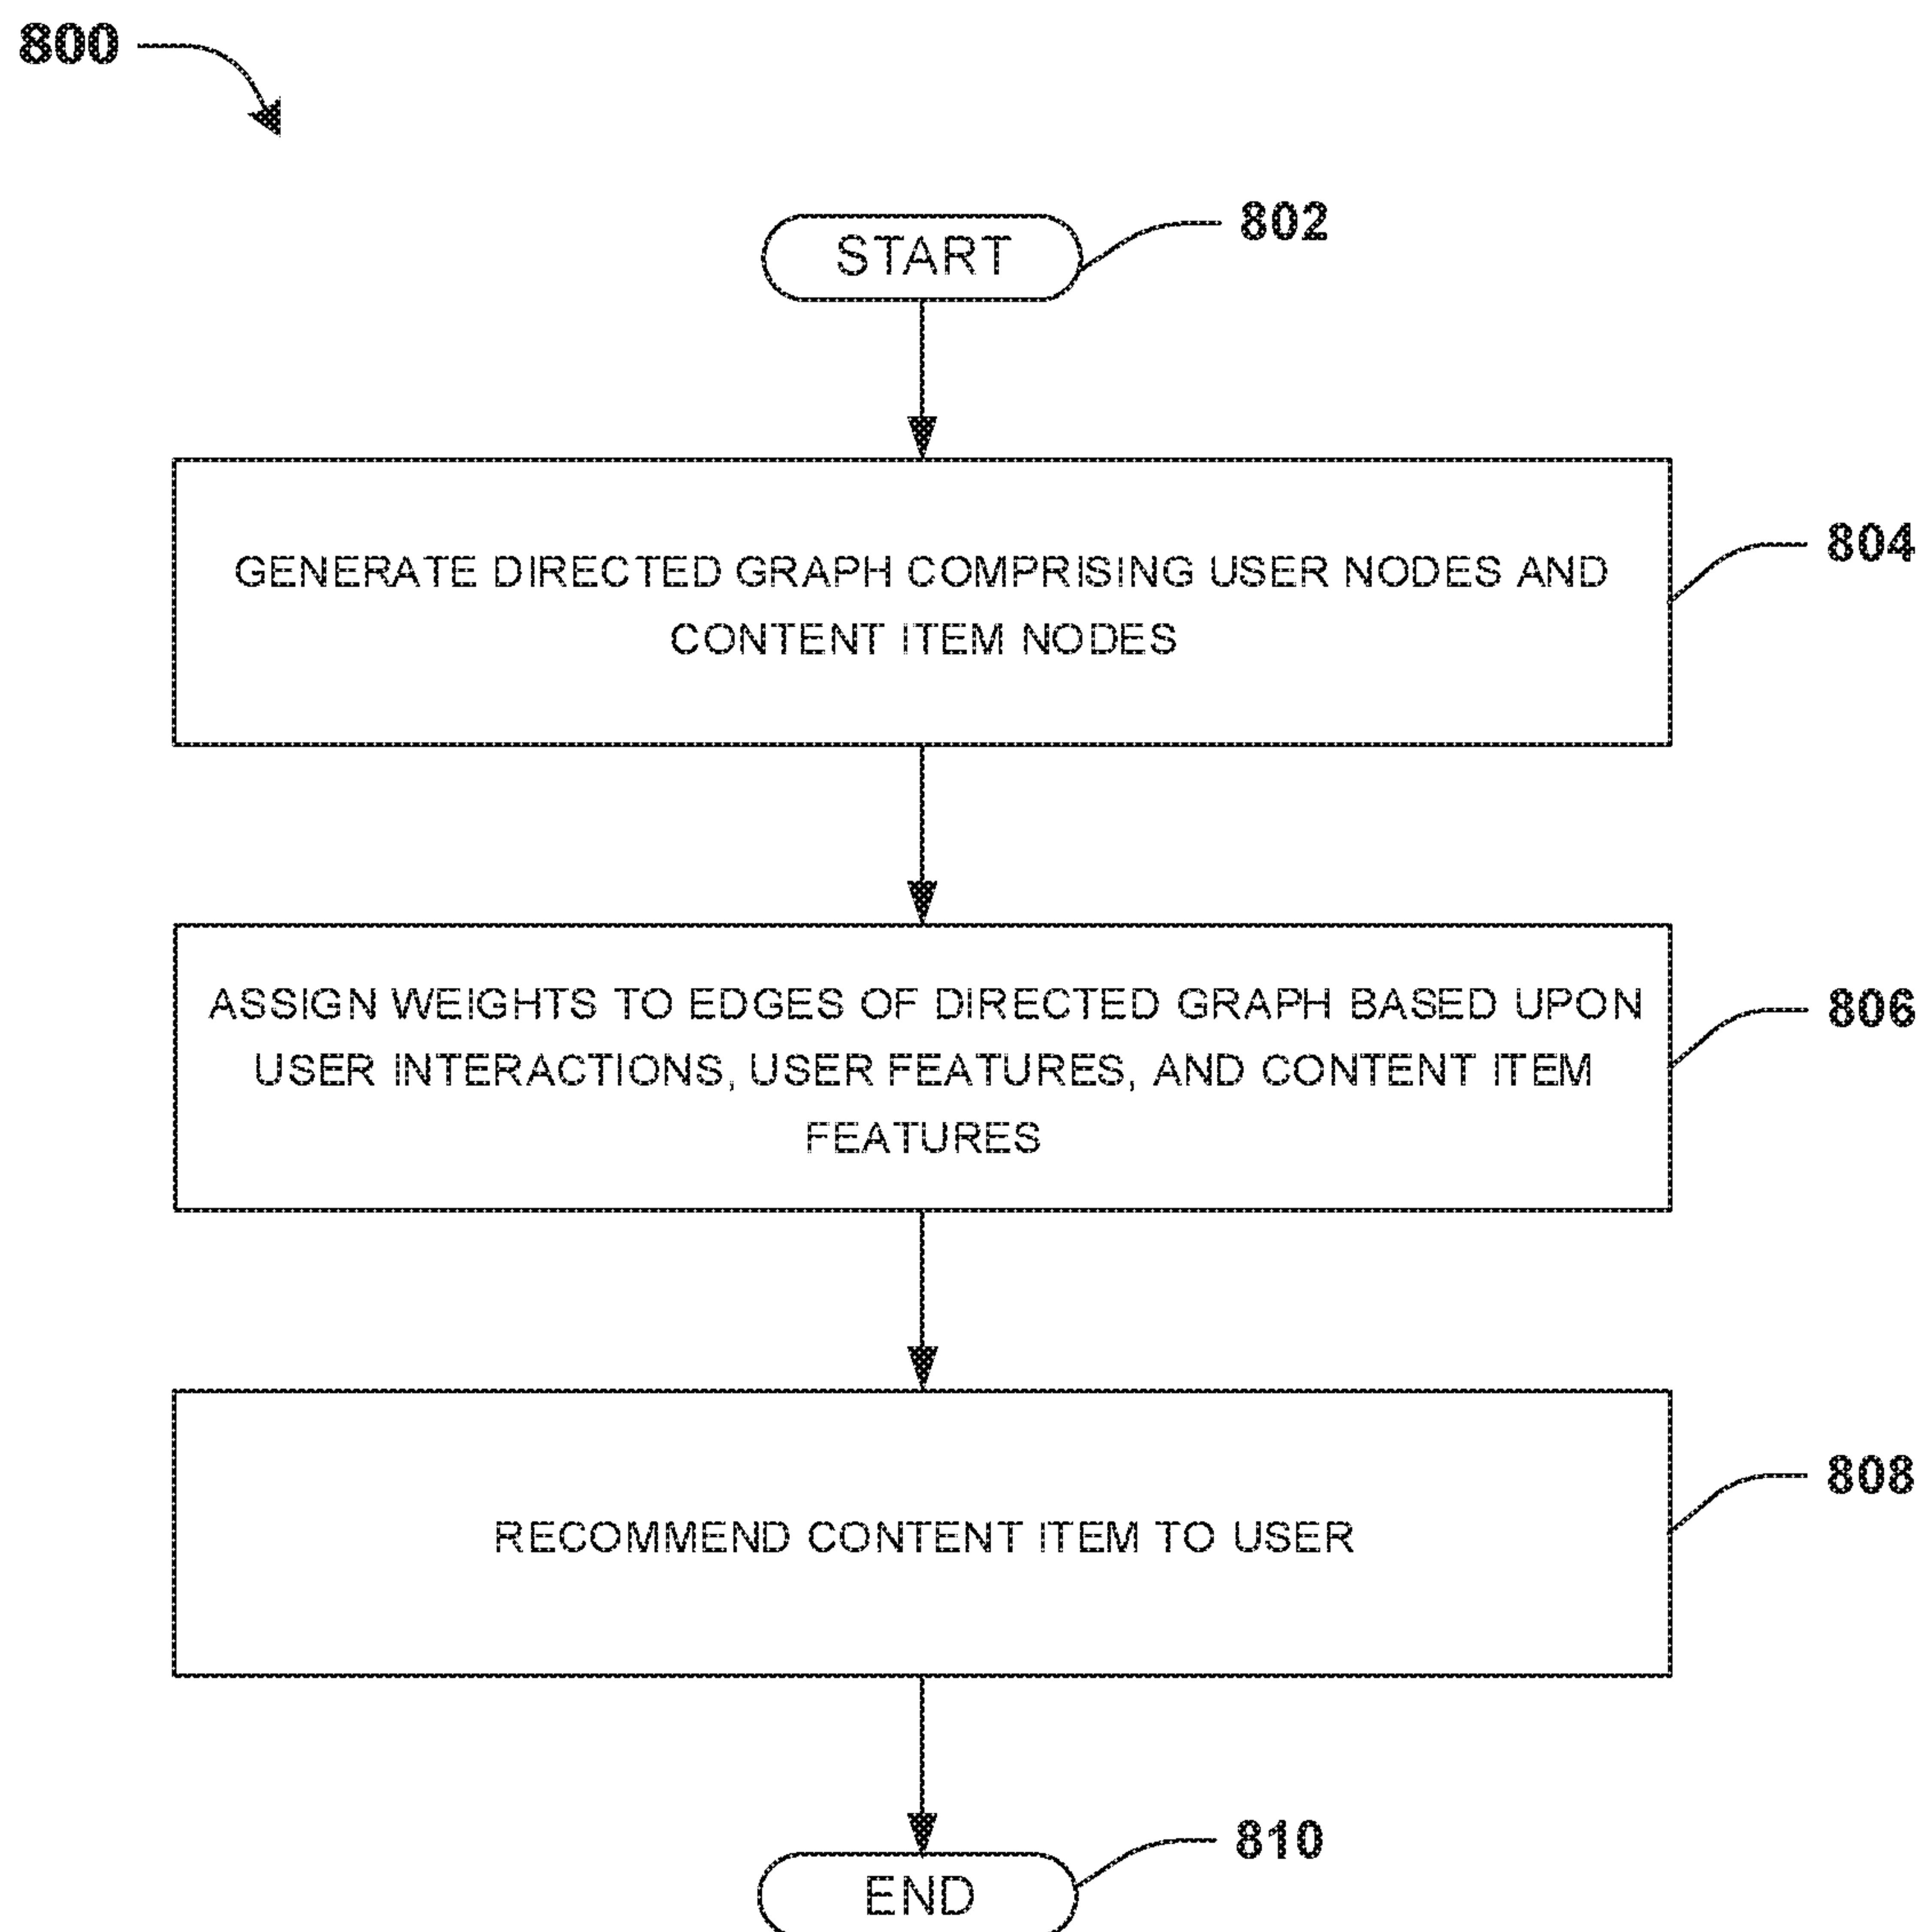 800
START
802
GENERATE DIRECTED GRAPH COMPRISING USER NODES AND
CONTENT ITEM NODES
804
ASSIGN WEIGHTS TO EDGES OF DIRECTED GRAPH BASED UPON
USER INTERACTIONS, USER FEATURES, AND CONTENT ITEM
FEATURES
806
RECOMMEND CONTENT ITEM TO USER
808
END
810